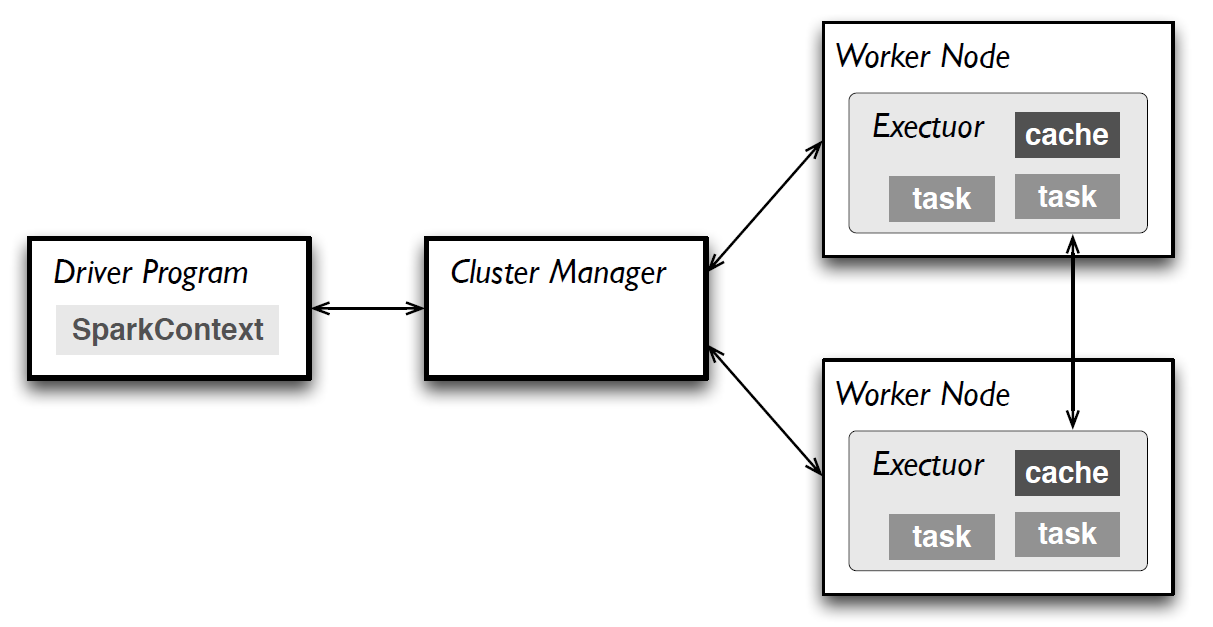 Driver Program
SparkContext
Cluster Manager
Worker Node
Exectuor
cache
task
task
Worker Node
Exectuor
cache
task
task